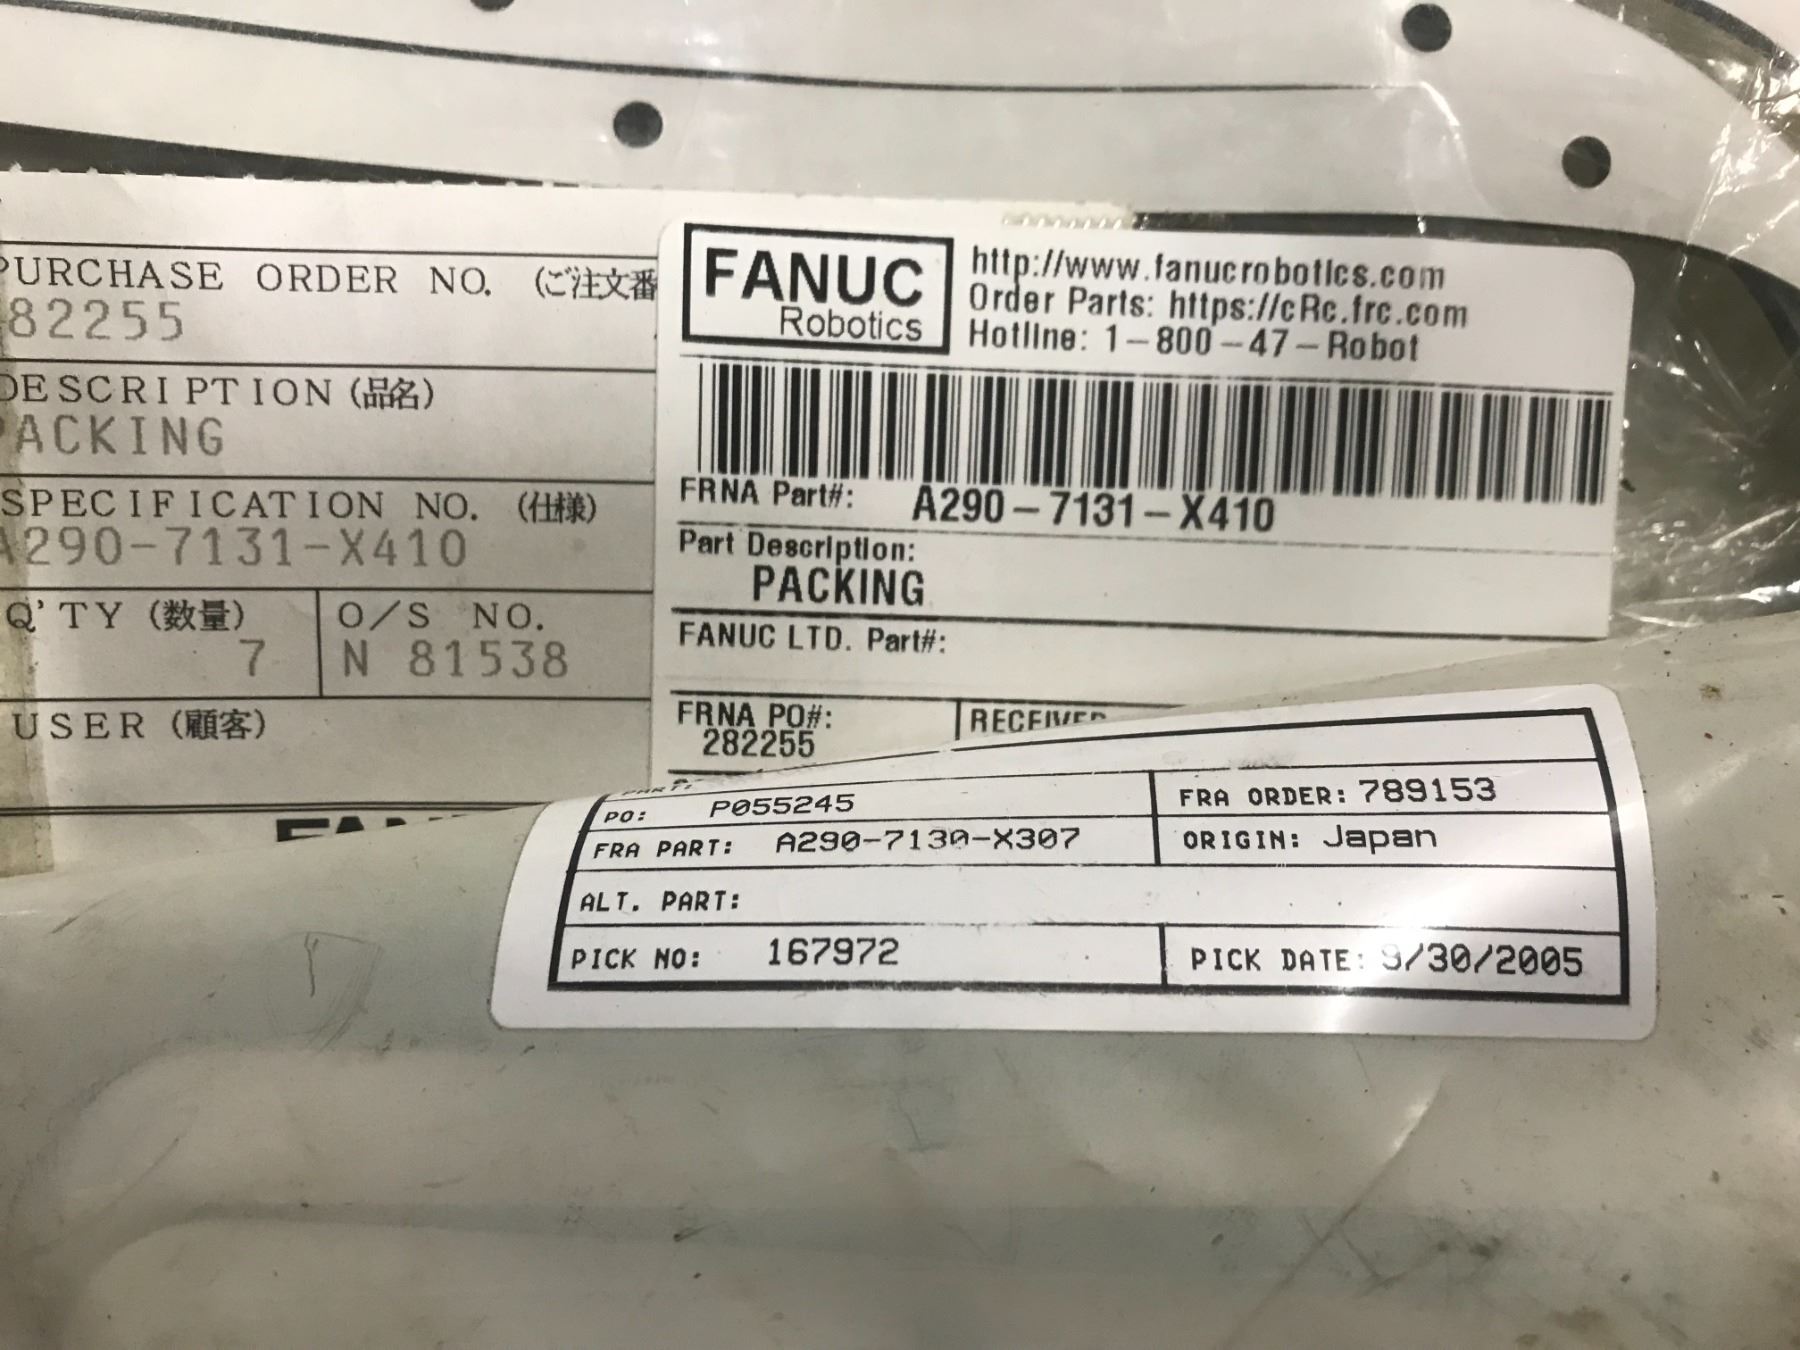 PURCHASE ORDER NO. (ご注文番
82255
DESCRIPTION (品名)
PACKING
SPECIFICATION NO. (仕様)
A290-7131-X410
Q'TY (数量)
7
O/S NO.
N 81538
USER (顧客)
FANUC
Robotics
http://www.fanucrobotics.com
Order Parts: https://cRc.frc.com
Hotline: 1-800-47-Robot
FRNA Part#: A290-7131-X410
Part Description:
PACKING
FANUC LTD. Part#:
FRNA PO#:
282255
RECEIVED
PO: P055245
FRA ORDER: 789153
FRA PART: A290-7130-X307
ORIGIN: Japan
ALT. PART:
PICK NO: 167972
PICK DATE: 9/30/2005